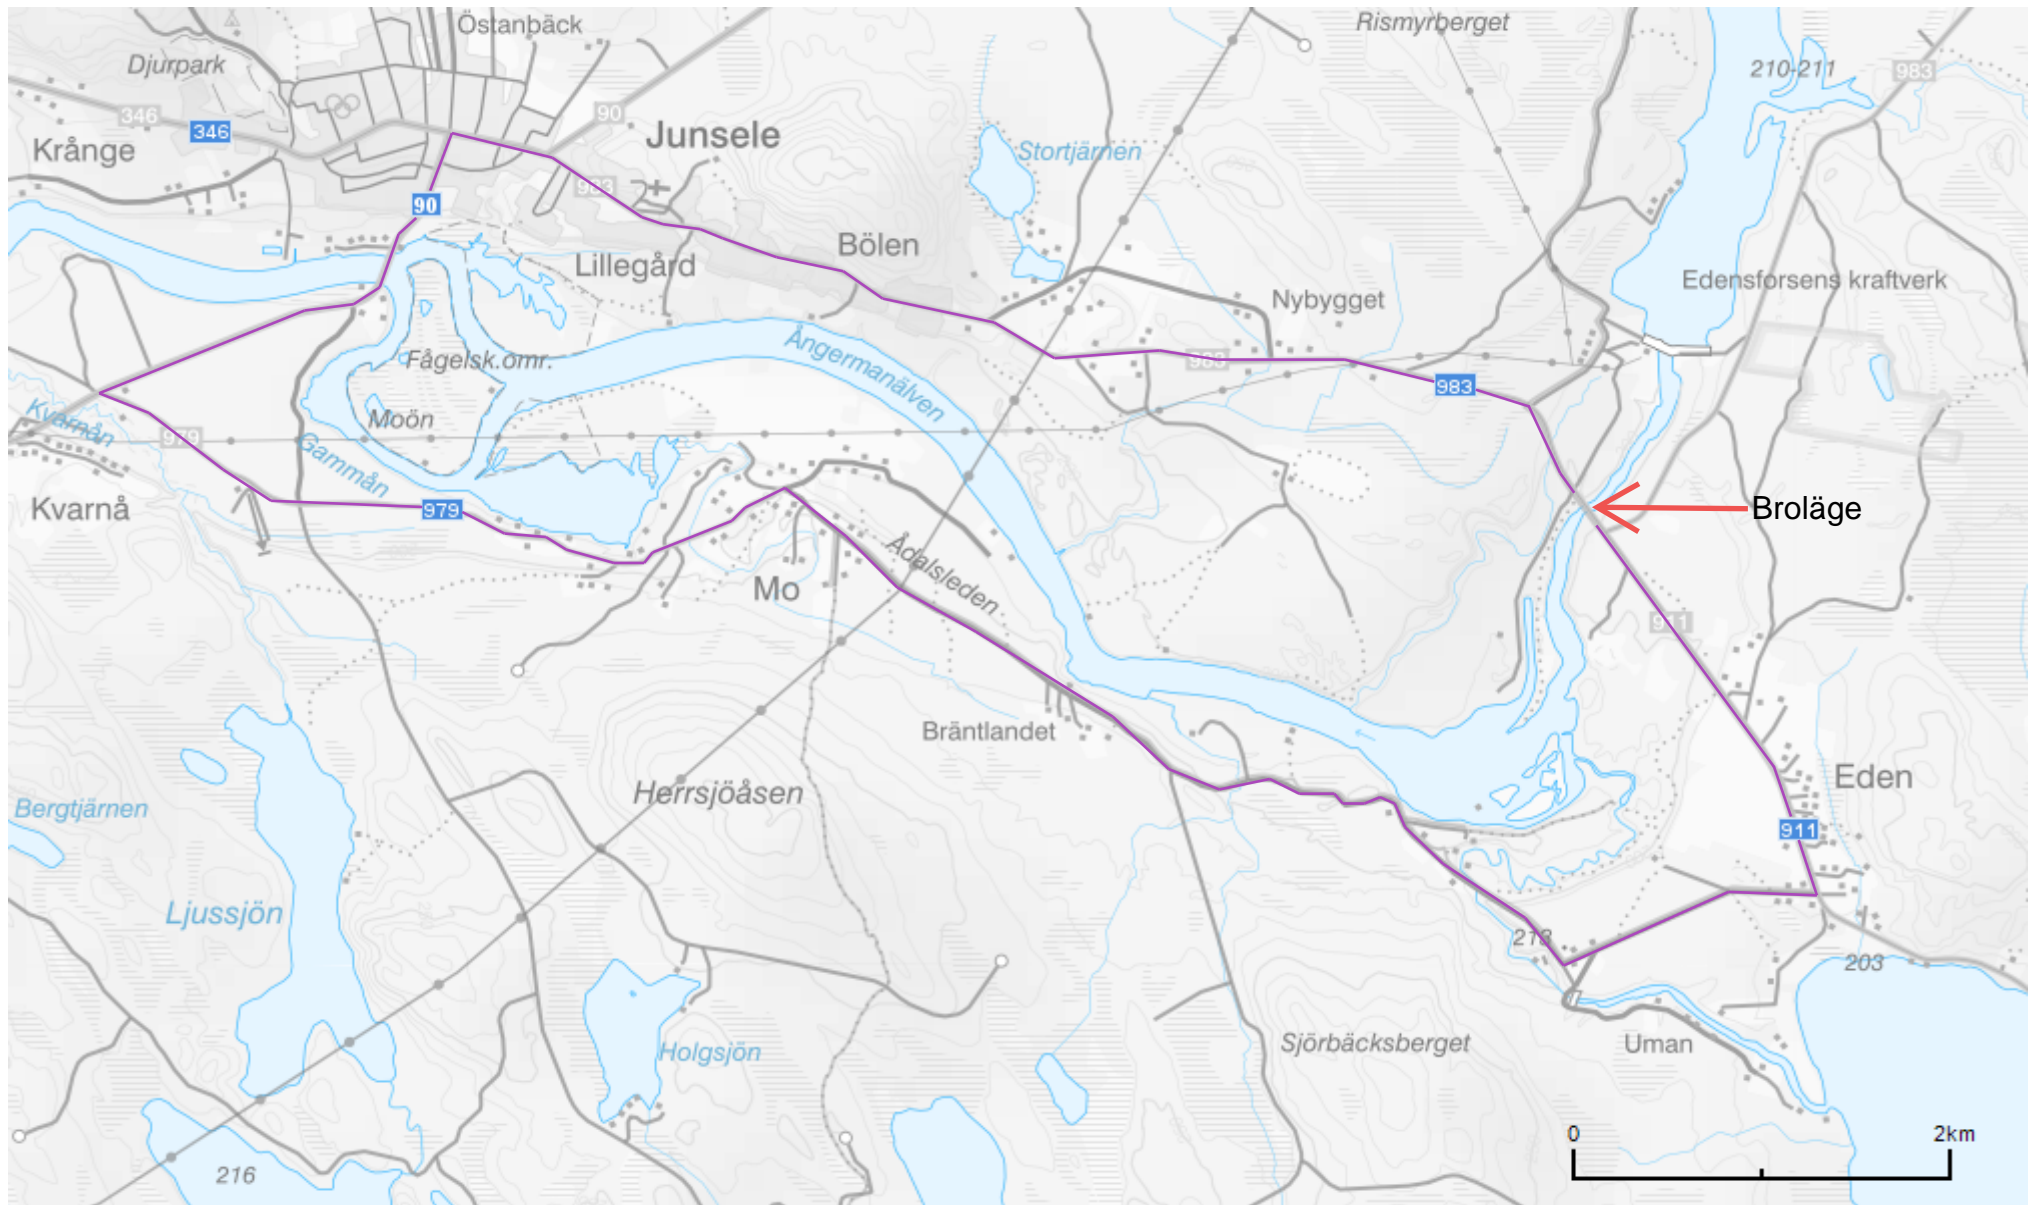 Östanbäck
Rismyrberget
Djurpark
210-211
983
346
90
346
Junsele
Krånge
Stortjärnen
983
90
Bölen
Lillegård
Edensforsens kraftverk
Nybygget
Ångermanälven
Fågelsk.omr.
983
983
Kvarnån
Moön
979
Gammån
Kvarnå
979
Broläge
Ådalsleden
Mo
911
Bräntlandet
Eden
Herrsjöåsen
Bergtjärnen
911
Ljussjön
213
203
Sjörbäcksberget
Uman
Holgsjön
0
2km
216